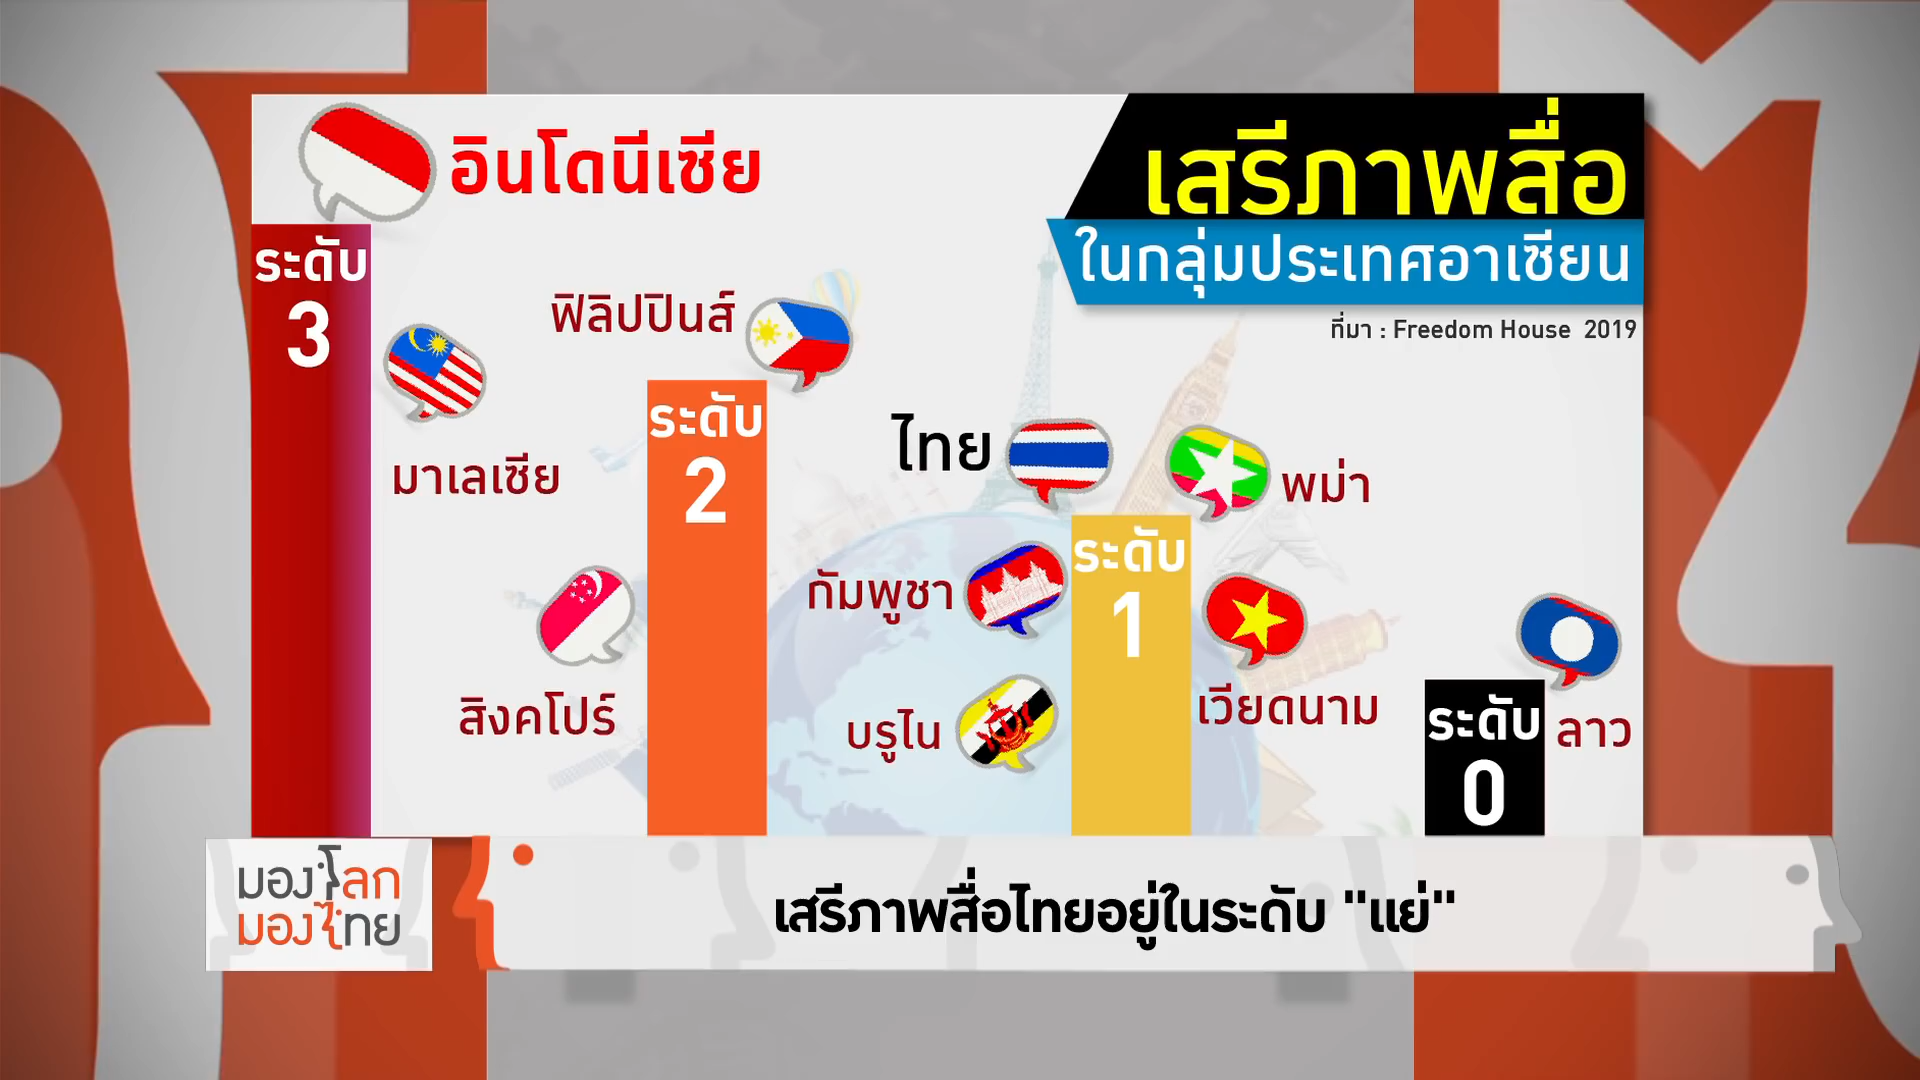 อินโดนีเซีย
เสรีภาพสื่อ
ในกลุ่มประเทศอาเซียน
ที่มา : Freedom House 2019
ระดับ
3
มาเลเซีย
สิงคโปร์
ฟิลิปปินส์
ระดับ
2
ไทย
พม่า
กัมพูชา
ระดับ
1
บรูไน
เวียดนาม
ระดับ
0
ลาว
มองโลก
มองไทย
เสรีภาพสื่อไทยอยู่ในระดับ "แย่"